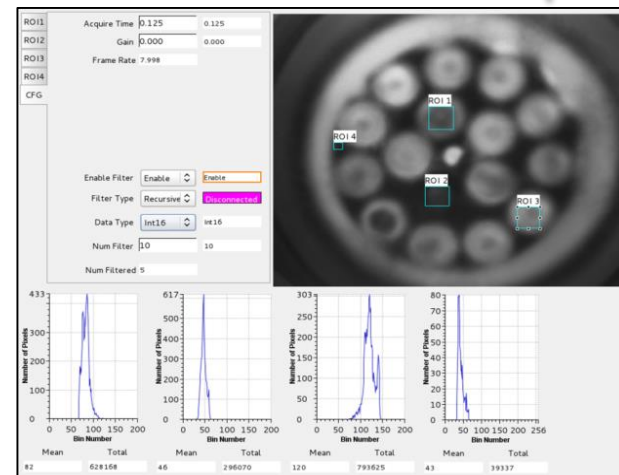 ROI1
ROI2
ROI3
ROI4
CFG
Acquire Time 0.125 0.125
Gain 0.000 0.000
Frame Rate 7.998
Enable Filter Enable Enable
Filter Type Recursive Disconnected
Data Type Int16 Int16
Num Filter 10 10
Num Filtered 5
ROI 1
ROI 4
ROI 2
ROI 3
433 617 303 80
300 500 250 70
200 400 200 60
100 300 150 50
0 200 100 40
100 50 30
0 0 20
10
0
Number of Pixels Number of Pixels Number of Pixels Number of Pixels
0 50 100 150 200 0 50 100 150 200 0 50 100 150 200 0 50 100 150 200 256
Bin Number Bin Number Bin Number Bin Number
Mean Total Mean Total Mean Total Mean Total
82 628168 46 296070 120 793625 43 39337